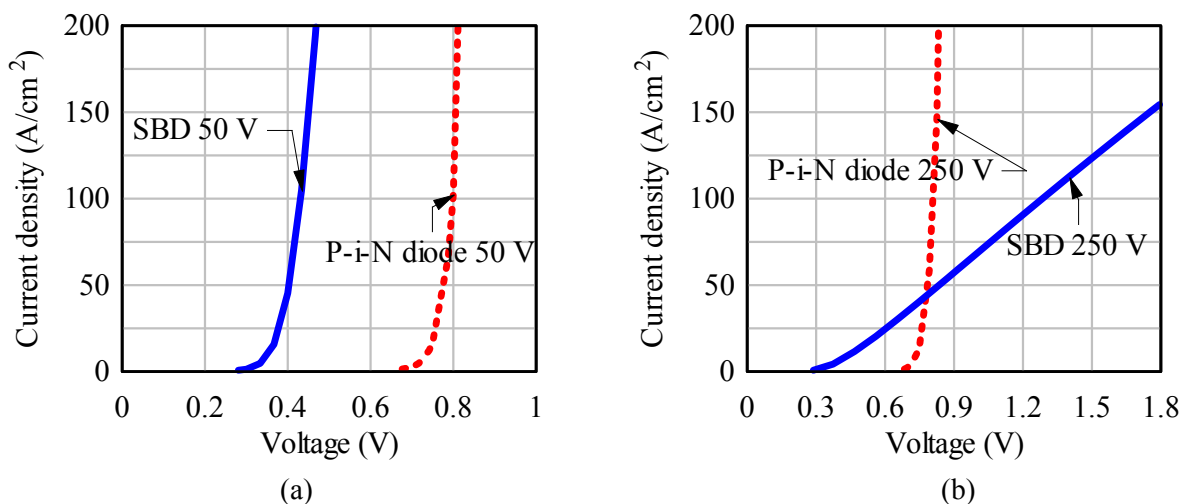 200
150
100
50
0
Current density (A/cm²)
SBD 50 V
P-i-N diode 50 V
0 0.2 0.4 0.6 0.8 1
Voltage (V)
(a)
200
150
100
50
0
Current density (A/cm²)
P-i-N diode 250 V
SBD 250 V
0 0.3 0.6 0.9 1.2 1.5 1.8
Voltage (V)
(b)